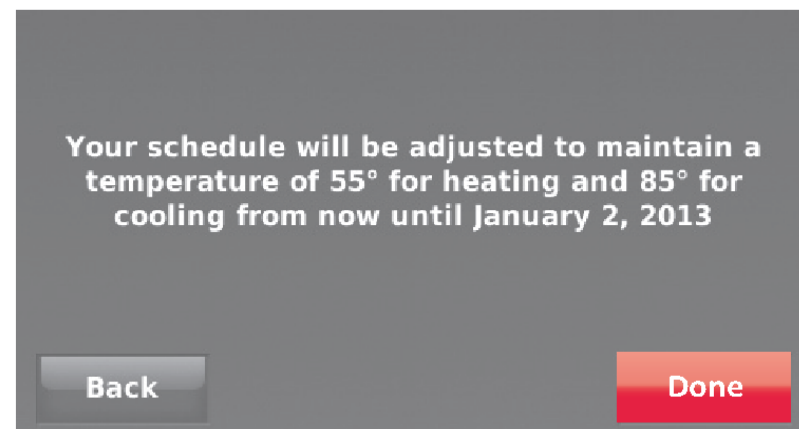 Your schedule will be adjusted to maintain a
temperature of 55° for heating and 85° for
cooling from now until January 2, 2013
Back
Done